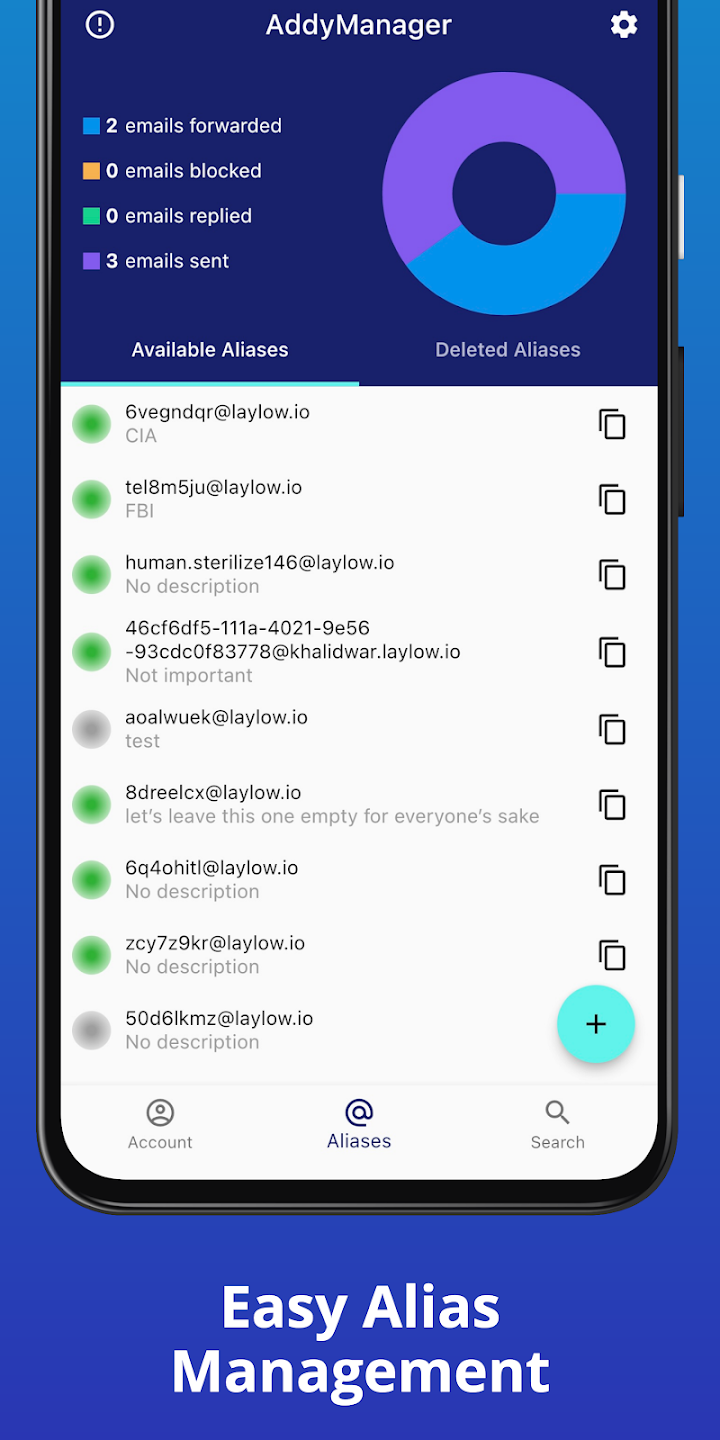 AddyManager
2 emails forwarded
0 emails blocked
0 emails replied
3 emails sent
Available Aliases
Deleted Aliases
6vegndqr@laylow.io
CIA
tel8m5ju@laylow.io
FBI
human.sterilize146@laylow.io
No description
46cf6df5-111a-4021-9e56
-93cdc0f83778@khalidwar.laylow.io
Not important
aoalwuek@laylow.io
test
8dreelcx@laylow.io
let’s leave this one empty for everyone’s sake
6q4ohitl@laylow.io
No description
zcy7z9kr@laylow.io
No description
50d6lkmz@laylow.io
No description
Account
Aliases
Search
Easy Alias
Management